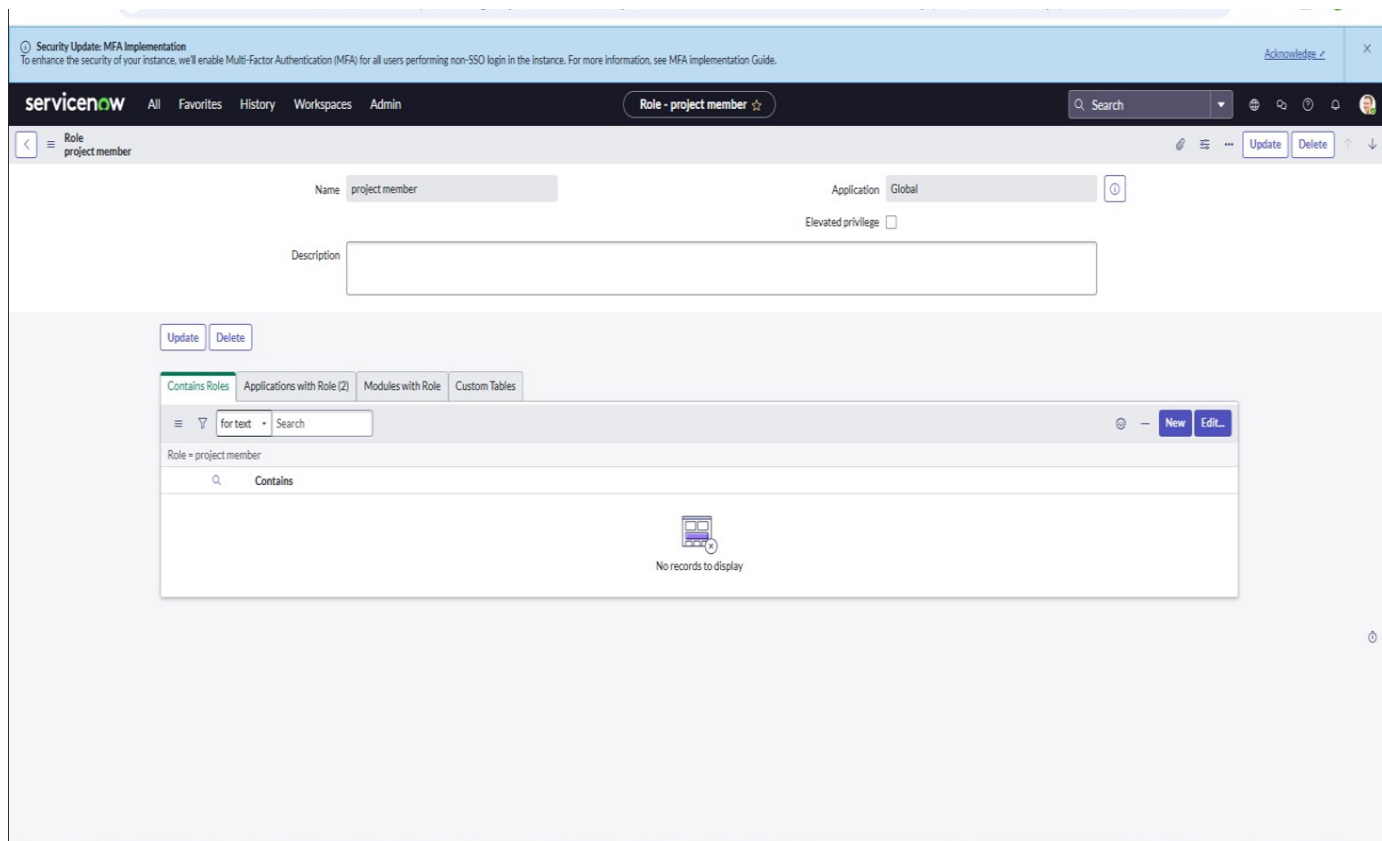 Security Update: MFA Implementation
To enhance the security of your instance, we'll enable Multi-Factor Authentication (MFA) for all users performing non-SSO login in the instance. For more information, see MFA implementation Guide.
Acknowledge
servicenow All Favorites History Workspaces Admin Role - project member Search
Role
project member
Update Delete
Name project member
Application Global
Elevated privilege
Description
Update Delete
Contains Roles Applications with Role (2) Modules with Role Custom Tables
for text Search New Edit...
Role = project member
Contains
No records to display